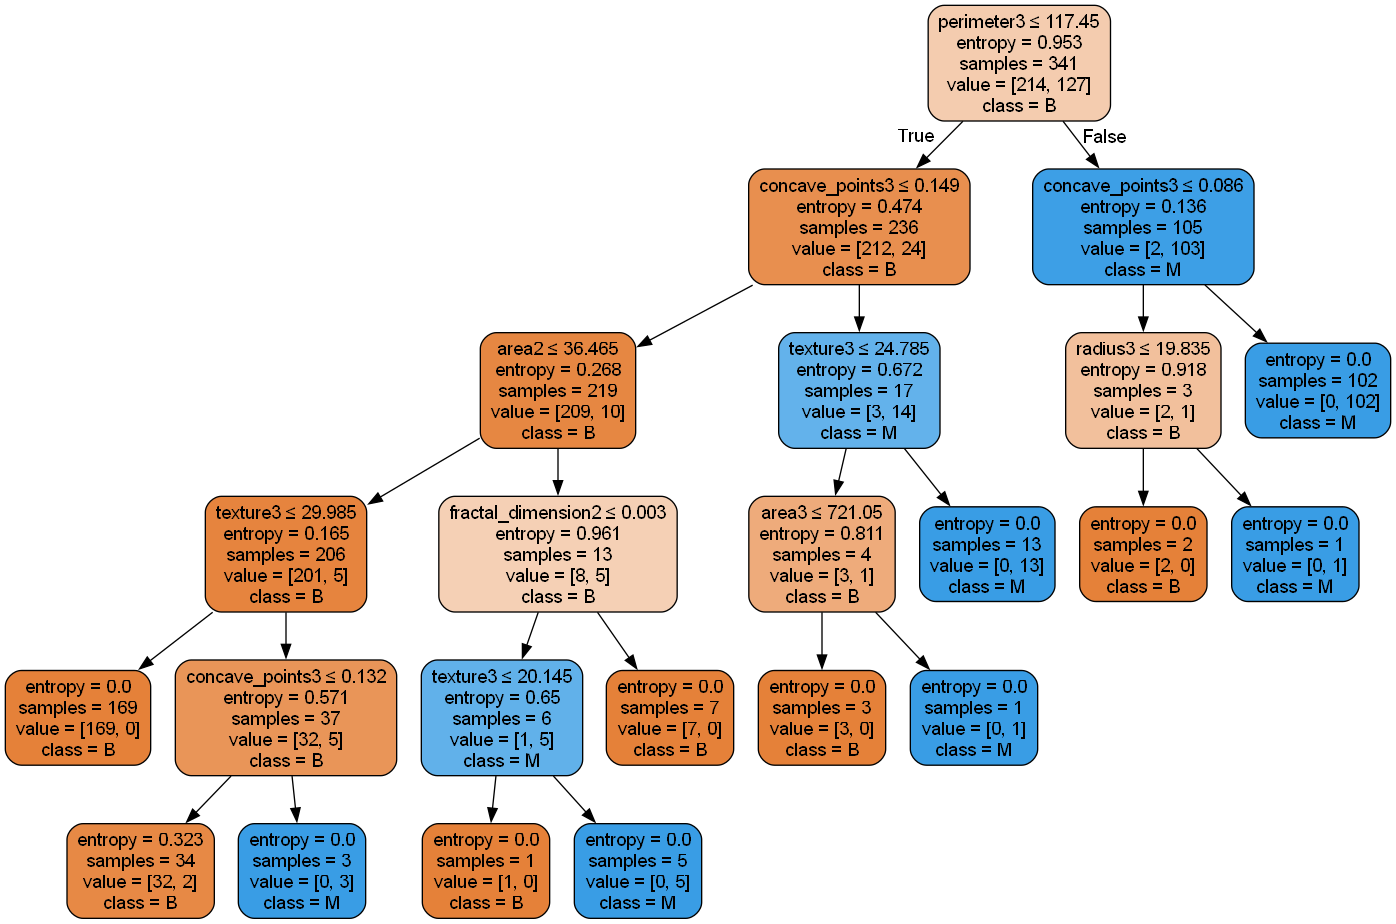 perimeter3 ≤ 117.45
entropy = 0.953
samples = 341
value = [214, 127]
class = B
True
False
concave_points3 ≤ 0.149
entropy = 0.474
samples = 236
value = [212, 24]
class = B
concave_points3 ≤ 0.086
entropy = 0.136
samples = 105
value = [2, 103]
class = M
area2 ≤ 36.465
entropy = 0.268
samples = 219
value = [209, 10]
class = B
texture3 ≤ 24.785
entropy = 0.672
samples = 17
value = [3, 14]
class = M
radius3 ≤ 19.835
entropy = 0.918
samples = 3
value = [2, 1]
class = B
entropy = 0.0
samples = 102
value = [0, 102]
class = M
texture3 ≤ 29.985
entropy = 0.165
samples = 206
value = [201, 5]
class = B
fractal_dimension2 ≤ 0.003
entropy = 0.961
samples = 13
value = [8, 5]
class = B
area3 ≤ 721.05
entropy = 0.811
samples = 4
value = [3, 1]
class = B
entropy = 0.0
samples = 13
value = [0, 13]
class = M
entropy = 0.0
samples = 2
value = [2, 0]
class = B
entropy = 0.0
samples = 1
value = [0, 1]
class = M
entropy = 0.0
samples = 169
value = [169, 0]
class = B
concave_points3 ≤ 0.132
entropy = 0.571
samples = 37
value = [32, 5]
class = B
texture3 ≤ 20.145
entropy = 0.65
samples = 6
value = [1, 5]
class = M
entropy = 0.0
samples = 7
value = [7, 0]
class = B
entropy = 0.0
samples = 3
value = [3, 0]
class = B
entropy = 0.0
samples = 1
value = [0, 1]
class = M
entropy = 0.323
samples = 34
value = [32, 2]
class = B
entropy = 0.0
samples = 3
value = [0, 3]
class = M
entropy = 0.0
samples = 1
value = [1, 0]
class = B
entropy = 0.0
samples = 5
value = [0, 5]
class = M